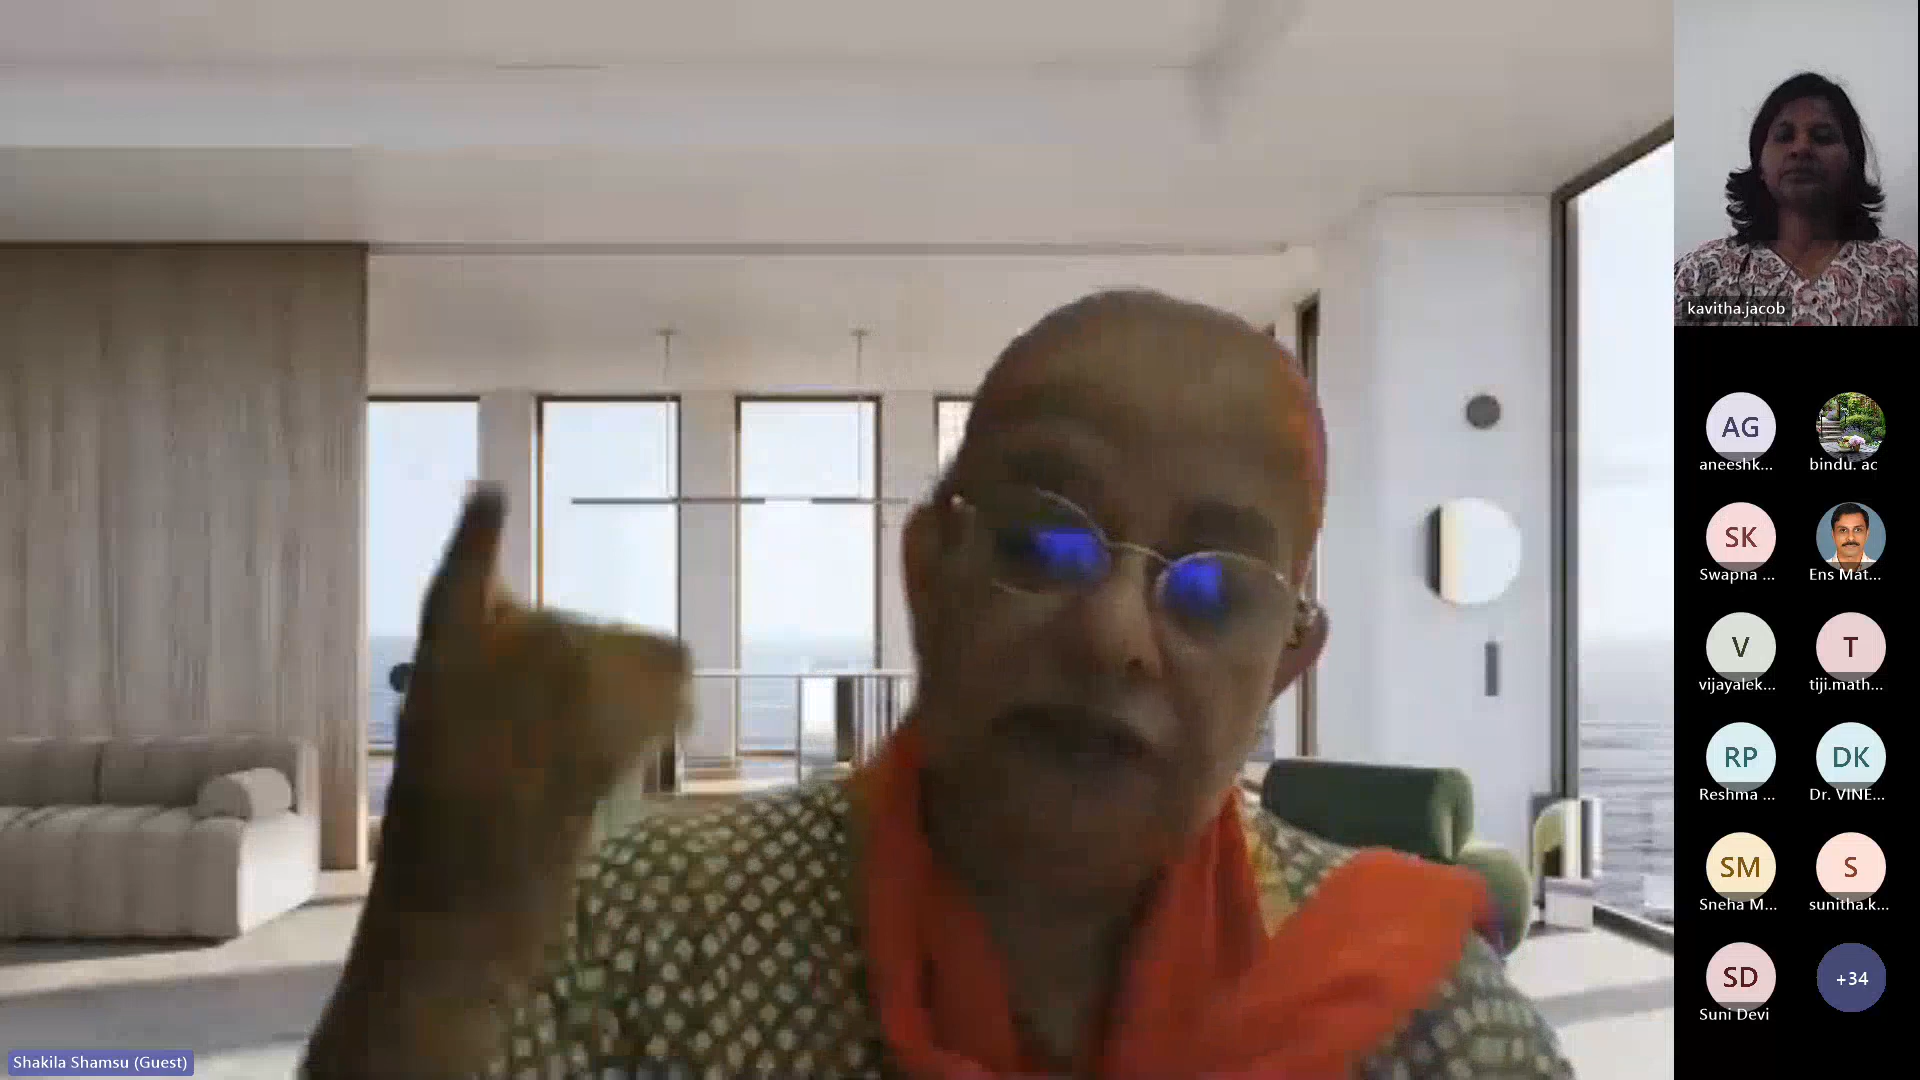 kavitha.jacob
AG
aneeshk...
bindu. ac
SK
Swapna ...
Ens Mat...
V
vijayalek...
T
tiji.math...
RP
Reshma ...
DK
Dr. VINE...
SM
Sneha M...
S
sunitha.k...
SD
Suni Devi
+34
Shakila Shamsu (Guest)